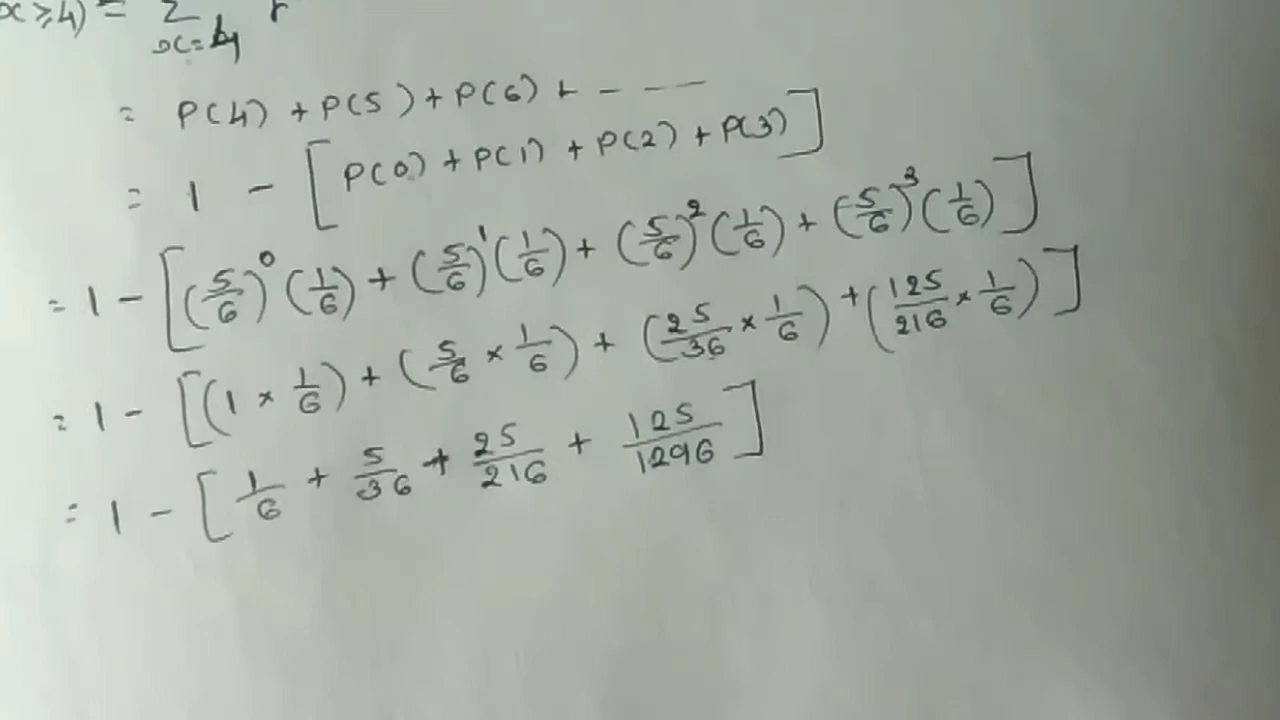 x ≥ 4) = Σ P
x=4
= P(4) + P(5) + P(6) + - - - -
= 1 - [P(0) + P(1) + P(2) + P(3)]
= 1 - [(5/6)^0 (1/6) + (5/6)^1 (1/6) + (5/6)^2 (1/6) + (5/6)^3 (1/6)]
= 1 - [(1 × 1/6) + (5/6 × 1/6) + (25/36 × 1/6) + (125/216 × 1/6)]
= 1 - [1/6 + 5/36 + 25/216 + 125/1296]